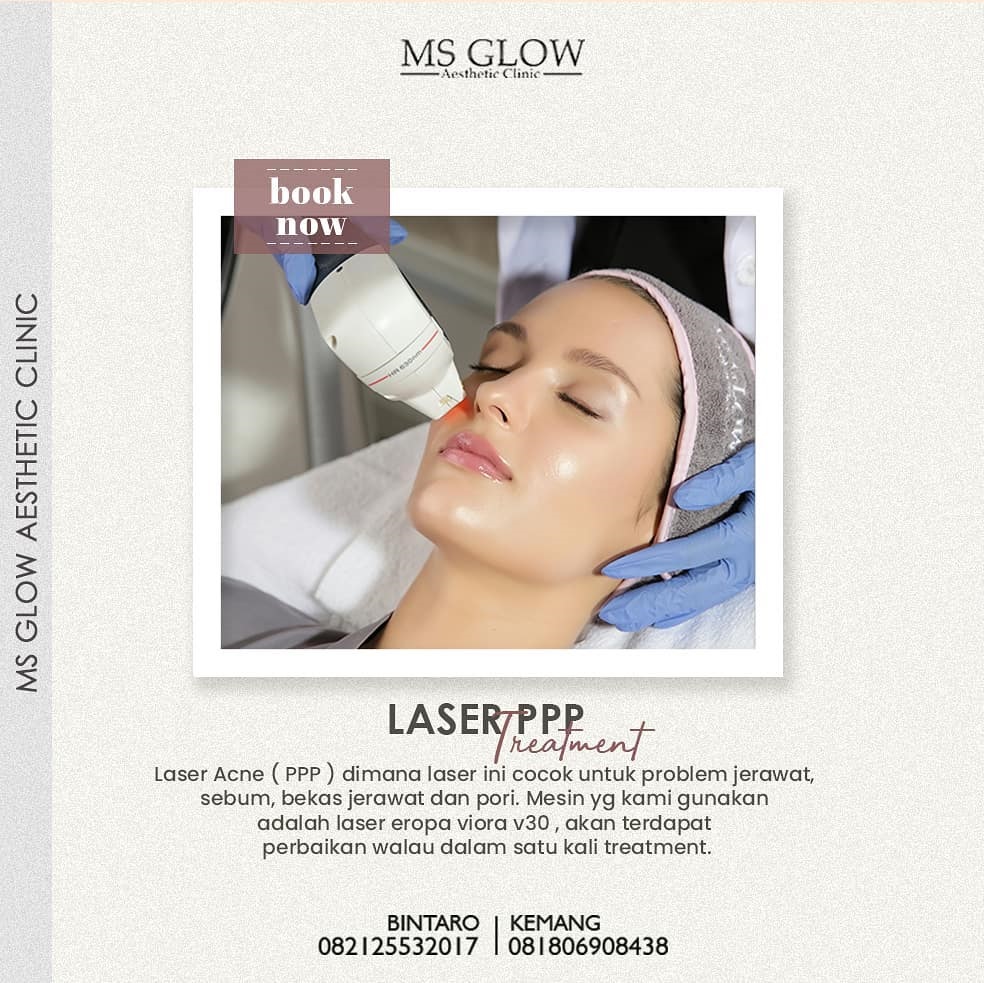 MS GLOW
Aesthetic Clinic
book
now
HR 630nm
MS GLOW AESTHETIC CLINIC
LASER PPP
Treatment
Laser Acne ( PPP ) dimana laser ini cocok untuk problem jerawat,
sebum, bekas jerawat dan pori. Mesin yg kami gunakan
adalah laser eropa viora v30 , akan terdapat
perbaikan walau dalam satu kali treatment.
BINTARO | KEMANG
082125532017 | 081806908438